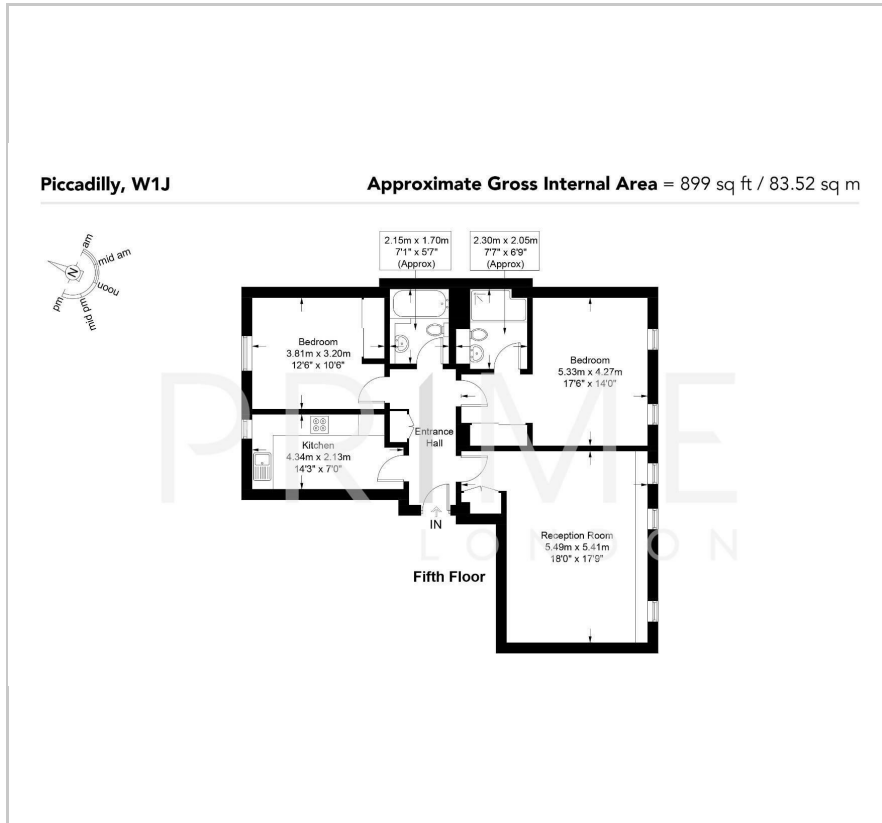 Piccadilly, W1J
Approximate Gross Internal Area = 899 sq ft / 83.52 sq m
N
am
mid am
noon
mid pm
pm
2.15m x 1.70m
7'1" x 5'7"
(Approx)
2.30m x 2.05m
7'7" x 6'9"
(Approx)
Bedroom
3.81m x 3.20m
12'6" x 10'6"
Bedroom
5.33m x 4.27m
17'6" x 14'0"
Kitchen
4.34m x 2.13m
14'3" x 7'0"
Entrance
Hall
IN
Reception Room
5.49m x 5.41m
18'0" x 17'9"
Fifth Floor
PRIME
LONDON